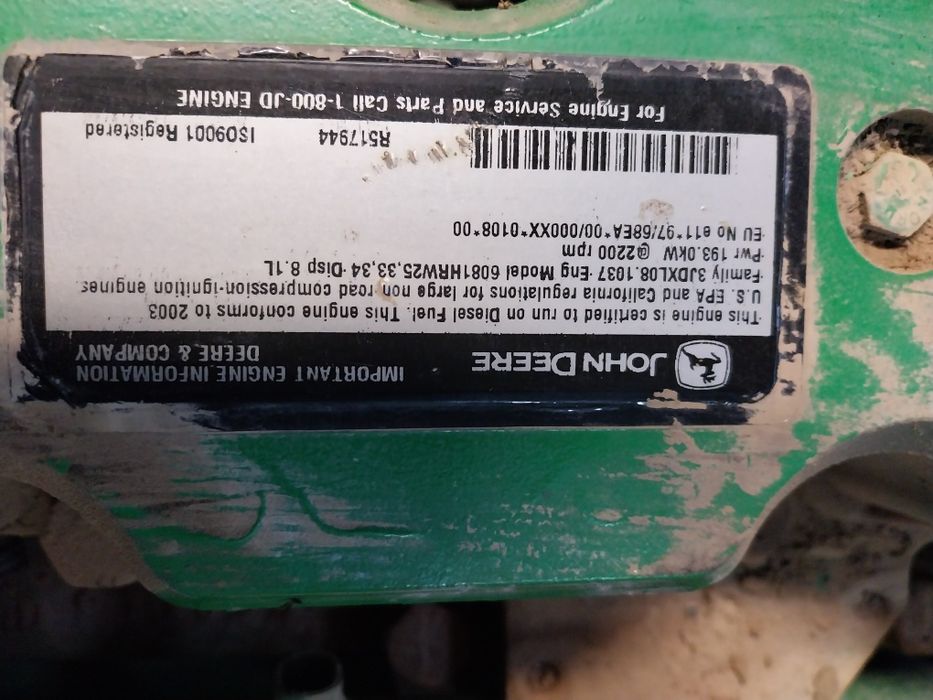 JOHN DEERE
IMPORTANT ENGINE INFORMATION
DEERE & COMPANY
This engine is certified to run on Diesel Fuel. This engine conforms to 2003
U.S. EPA and California regulations for large non road compression-ignition engines.
Family 3JDXL08.1037 Eng Model 6081HRW25,33,34 Disp 8.1L
Pwr 193.0kW @2200 rpm
EU No e11*97/68EA*00/000XX*0108*00
R517944
ISO9001 Registered
For Engine Service and Parts Call 1-800-JD ENGINE